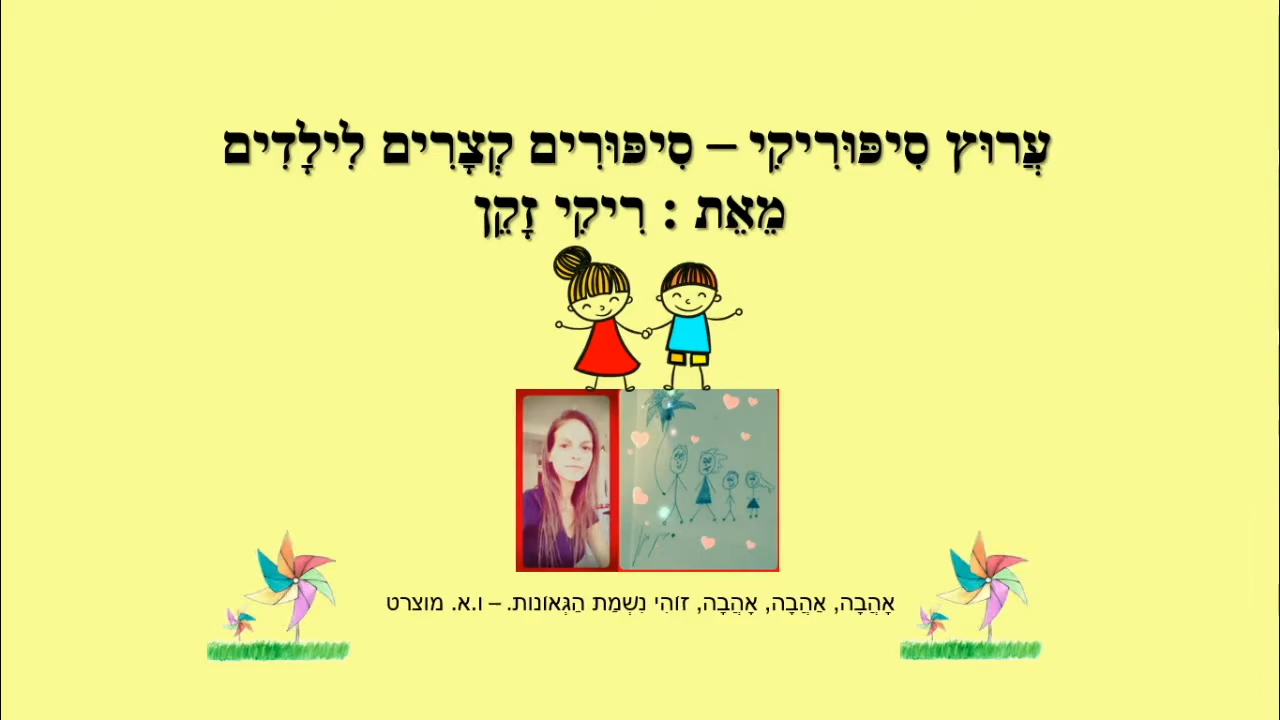 עֲרוּץ סִיפּוּרִיקִי – סִיפּוּרִים קְצָרִים לִילָדִים
מֵאֵת : רִיקִי זָקֵן
אָהֲבָה, אַהֲבָה, אָהֲבָה, זוֹהִי נִשְׁמַת הַגְּאוֹנוּת. – ו.א. מוצרט